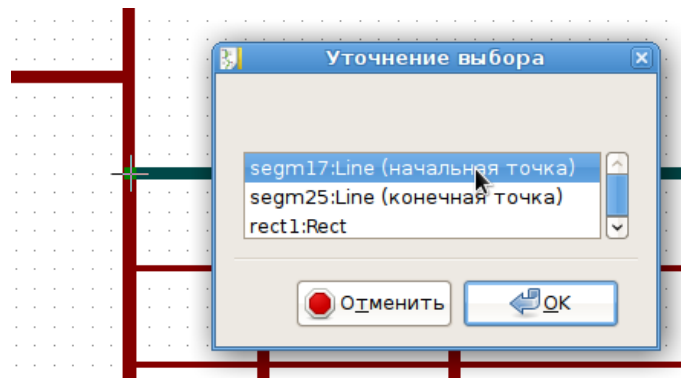 Уточнение выбора
segm17:Line (начальная точка)
segm25:Line (конечная точка)
rect1:Rect
Отменить
OK